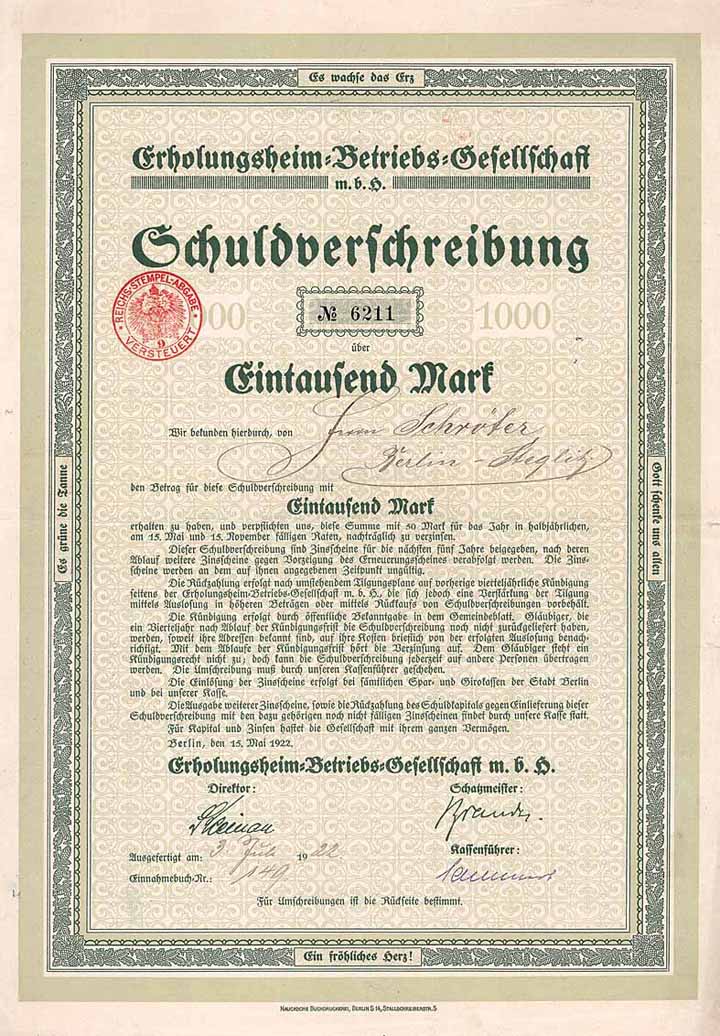 Es wachse das Erz
Erholungsheim-Betriebs-Gesellschaft
m. b. H.
Schuldverschreibung
REICHS-STEMPEL-ABGABE
9
VERSTEUERT
000
№ 6211
1000
über
Eintausend Mark
Wir bekunden hierdurch, von Herrn Schröter
Berlin-Steglitz
den Betrag für diese Schuldverschreibung mit
Eintausend Mark
erhalten zu haben, und verpflichten uns, diese Summe mit 50 Mark für das Jahr in halbjährlichen,
am 15. Mai und 15. November fälligen Raten, nachträglich zu verzinsen.
Dieser Schuldverschreibung sind Zinsscheine für die nächsten fünf Jahre beigegeben, nach deren
Ablauf weitere Zinsscheine gegen Vorzeigung des Erneuerungsscheines verabfolgt werden. Die Zins-
scheine werden an dem auf ihnen angegebenen Zeitpunkt ungültig.
Die Rückzahlung erfolgt nach umstehendem Tilgungsplane auf vorherige vierteljährliche Kündigung
seitens der Erholungsheim-Betriebs-Gesellschaft m. b. H., die sich jedoch eine Verstärkung der Tilgung
mittels Auslosung in höheren Beträgen oder mittels Rückkaufs von Schuldverschreibungen vorbehält.
Die Kündigung erfolgt durch öffentliche Bekanntgabe in dem Gemeindeblatt. Gläubiger, die
ein Vierteljahr nach Ablauf der Kündigungsfrist die Schuldverschreibung noch nicht zurückgeliefert haben,
werden, soweit ihre Adressen bekannt sind, auf ihre Kosten brieflich von der erfolgten Auslosung benach-
richtigt. Mit dem Ablaufe der Kündigungsfrist hört die Verzinsung auf. Dem Gläubiger steht ein
Kündigungsrecht nicht zu; doch kann die Schuldverschreibung jederzeit auf andere Personen übertragen
werden. Die Umschreibung muß durch unseren Kassenführer geschehen.
Die Einlösung der Zinsscheine erfolgt bei sämtlichen Spar- und Girokassen der Stadt Berlin
und bei unserer Kasse.
Die Ausgabe weiterer Zinsscheine, sowie die Rückzahlung des Schuldkapitals gegen Einlieferung dieser
Schuldverschreibung mit den dazu gehörigen noch nicht fälligen Zinsscheinen findet durch unsere Kasse statt.
Für Kapital und Zinsen haftet die Gesellschaft mit ihrem ganzen Vermögen.
Berlin, den 15. Mai 1922.
Erholungsheim-Betriebs-Gesellschaft m. b. H.
Direktor:
Schatzmeister:
Kassenführer:
Ausgefertigt am: 3. Juli 1922
Einnahmebuch-Nr.: 149
Für Umschreibungen ist die Rückseite bestimmt.
Es grüne die Tanne
Gott schenke uns allen
Ein fröhliches Herz!
NAUCKSCHE BUCHDRUCKEREI, BERLIN S 14, STALLSCHREIBERSTR. 5